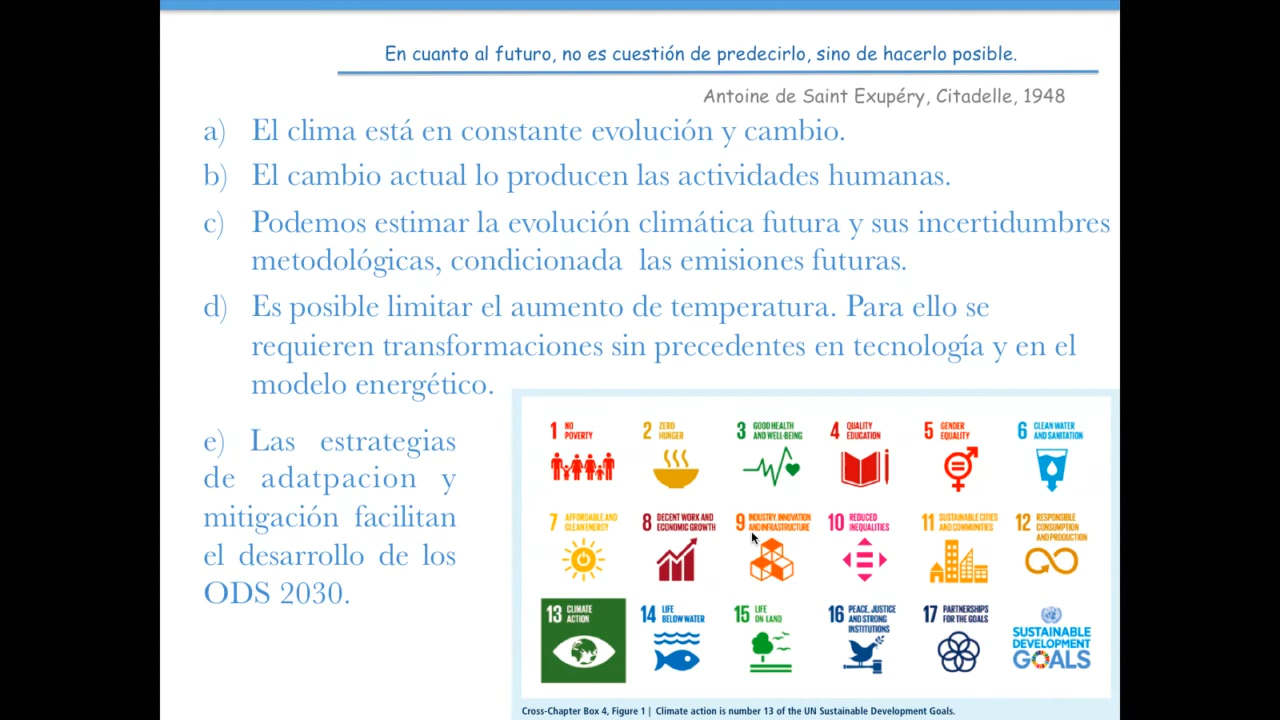 En cuanto al futuro, no es cuestión de predecirlo, sino de hacerlo posible.
Antoine de Saint Exupéry, Citadelle, 1948
a) El clima está en constante evolución y cambio.
b) El cambio actual lo producen las actividades humanas.
c) Podemos estimar la evolución climática futura y sus incertidumbres
metodológicas, condicionada las emisiones futuras.
d) Es posible limitar el aumento de temperatura. Para ello se
requieren transformaciones sin precedentes en tecnología y en el
modelo energético.
e) Las estrategias
de adatpacion y
mitigación facilitan
el desarrollo de los
ODS 2030.
1 NO
POVERTY
2 ZERO
HUNGER
3 GOOD HEALTH
AND WELL-BEING
4 QUALITY
EDUCATION
5 GENDER
EQUALITY
6 CLEAN WATER
AND SANITATION
7 AFFORDABLE AND
CLEAN ENERGY
8 DECENT WORK AND
ECONOMIC GROWTH
9 INDUSTRY, INNOVATION
AND INFRASTRUCTURE
10 REDUCED
INEQUALITIES
11 SUSTAINABLE CITIES
AND COMMUNITIES
12 RESPONSIBLE
CONSUMPTION
AND PRODUCTION
13 CLIMATE
ACTION
14 LIFE
BELOW WATER
15 LIFE
ON LAND
16 PEACE, JUSTICE
AND STRONG
INSTITUTIONS
17 PARTNERSHIPS
FOR THE GOALS
SUSTAINABLE
DEVELOPMENT
GOALS
Cross-Chapter Box 4, Figure 1 | Climate action is number 13 of the UN Sustainable Development Goals.